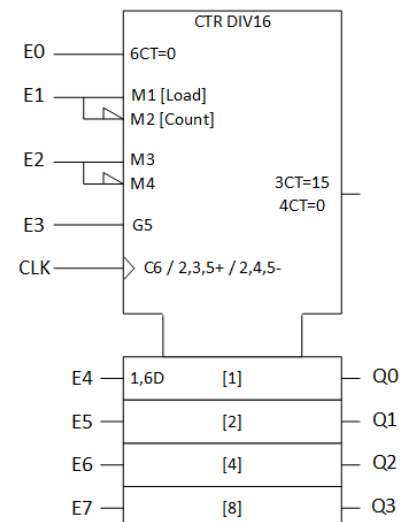 CTR DIV16
E0
6CT=0
E1
M1 [Load]
M2 [Count]
E2
M3
M4
3CT=15
4CT=0
E3
G5
CLK
C6 / 2,3,5+ / 2,4,5-
E4
1,6D
[1]
Q0
E5
[2]
Q1
E6
[4]
Q2
E7
[8]
Q3